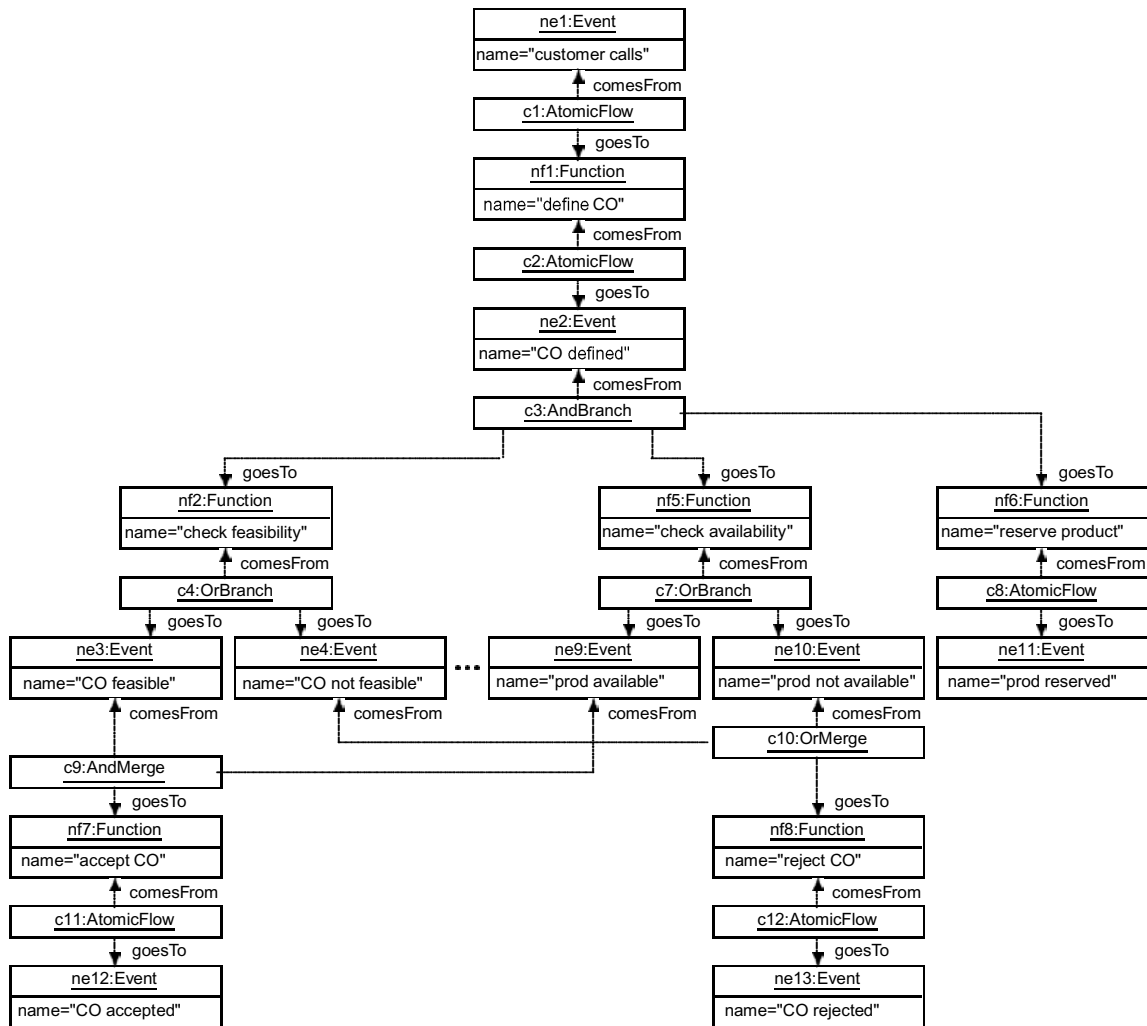 ne1:Event
name="customer calls"
comesFrom
c1:AtomicFlow
goesTo
nf1:Function
name="define CO"
comesFrom
c2:AtomicFlow
goesTo
ne2:Event
name="CO defined"
comesFrom
c3:AndBranch
goesTo goesTo goesTo
nf2:Function nf5:Function nf6:Function
name="check feasibility" name="check availability" name="reserve product"
comesFrom comesFrom comesFrom
c4:OrBranch c7:OrBranch c8:AtomicFlow
goesTo goesTo goesTo goesTo goesTo
ne3:Event ne4:Event ... ne9:Event ne10:Event ne11:Event
name="CO feasible" name="CO not feasible" name="prod available" name="prod not available" name="prod reserved"
comesFrom comesFrom comesFrom comesFrom
c10:OrMerge
c9:AndMerge
goesTo goesTo
nf7:Function nf8:Function
name="accept CO" name="reject CO"
comesFrom comesFrom
c11:AtomicFlow c12:AtomicFlow
goesTo goesTo
ne12:Event ne13:Event
name="CO accepted" name="CO rejected"